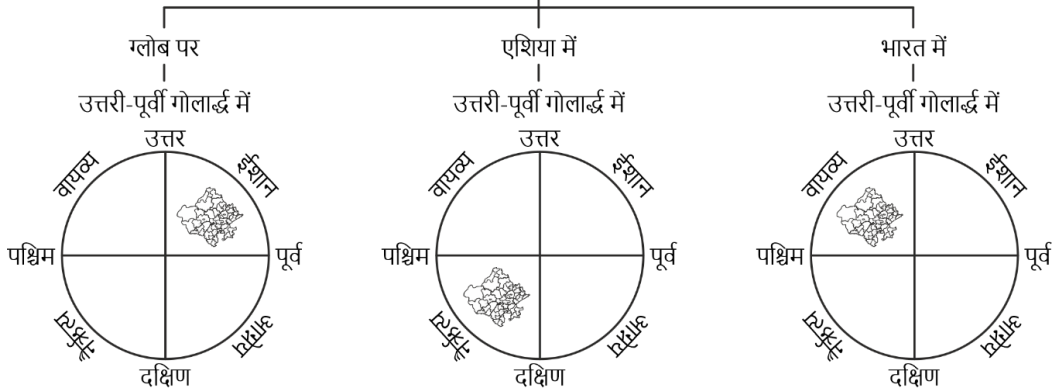 ग्लोब पर
एशिया में
भारत में
उत्तरी-पूर्वी गोलार्द्ध में
उत्तरी-पूर्वी गोलार्द्ध में
उत्तरी-पूर्वी गोलार्द्ध में
उत्तर
उत्तर
उत्तर
वायव्य
ईशान
वायव्य
ईशान
वायव्य
ईशान
पश्चिम
पूर्व
पश्चिम
पूर्व
पश्चिम
पूर्व
नैर्ऋत्य
आग्नेय
नैर्ऋत्य
आग्नेय
नैर्ऋत्य
आग्नेय
दक्षिण
दक्षिण
दक्षिण